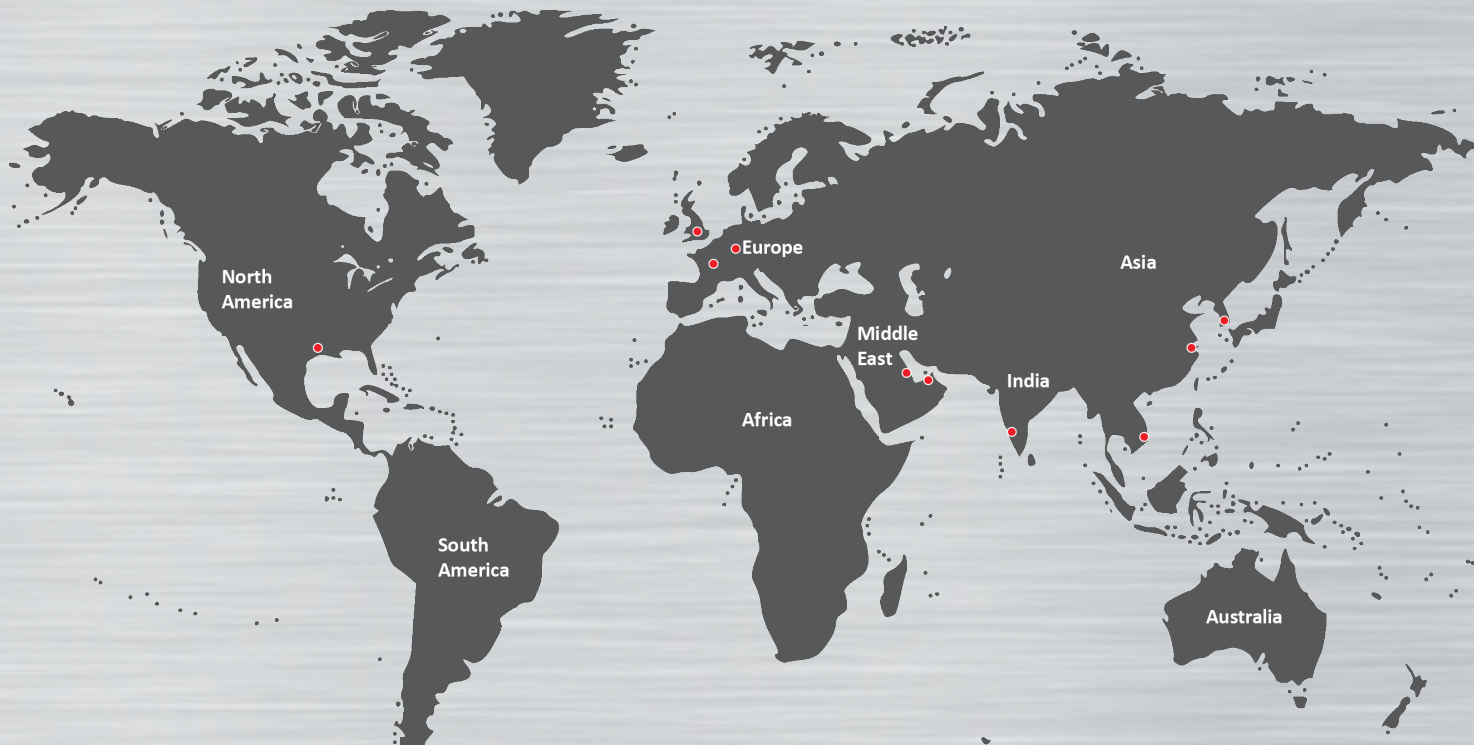 North
America
Europe
Asia
Middle
East
India
Africa
South
America
Australia